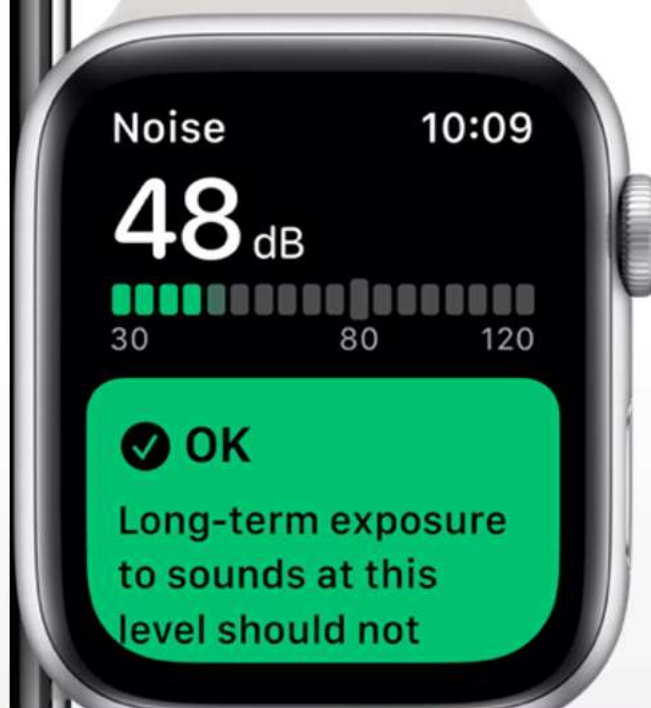 Noise 10:09
48 dB
30 80 120
OK
Long-term exposure
to sounds at this
level should not